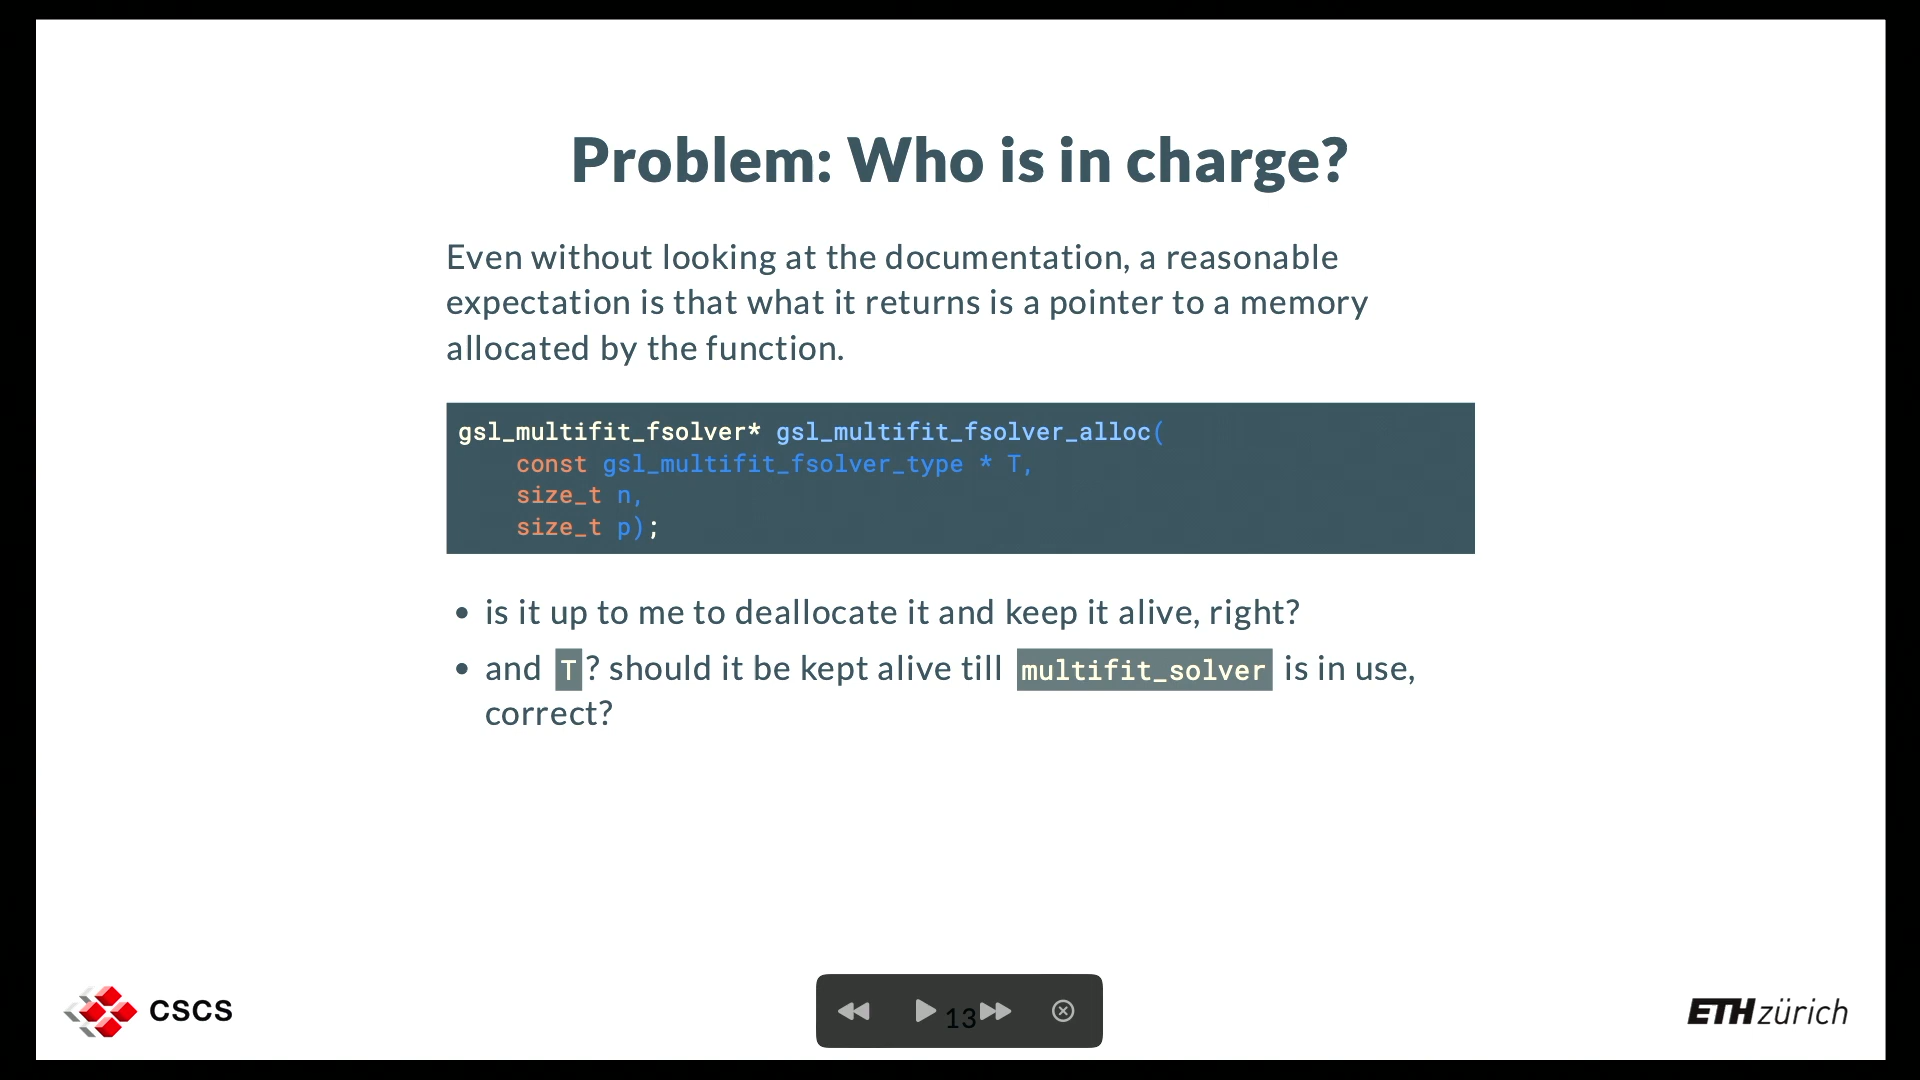 Problem: Who is in charge?
Even without looking at the documentation, a reasonable
expectation is that what it returns is a pointer to a memory
allocated by the function.
gsl_multifit_fsolver* gsl_multifit_fsolver_alloc(
    const gsl_multifit_fsolver_type * T,
    size_t n,
    size_t p);
• is it up to me to deallocate it and keep it alive, right?
• and T? should it be kept alive till multifit_solver is in use,
correct?
CSCS
13
ETH zürich